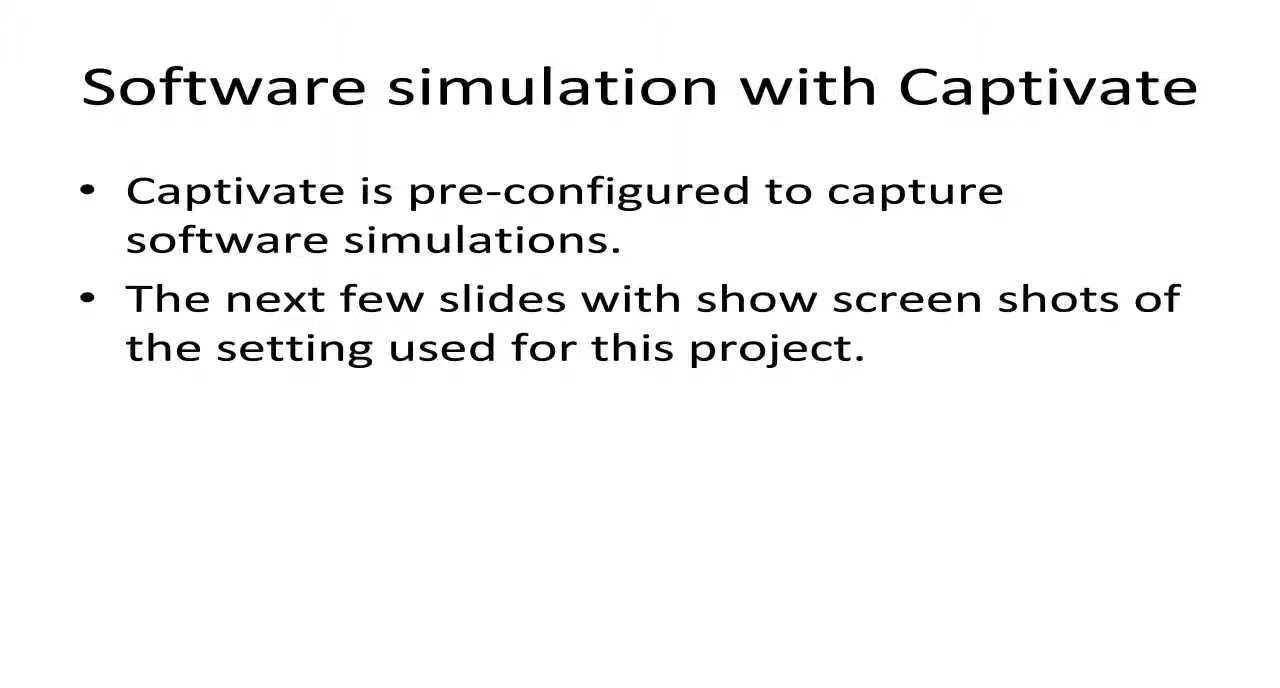 Software simulation with Captivate
• Captivate is pre-configured to capture
software simulations.
• The next few slides with show screen shots of
the setting used for this project.